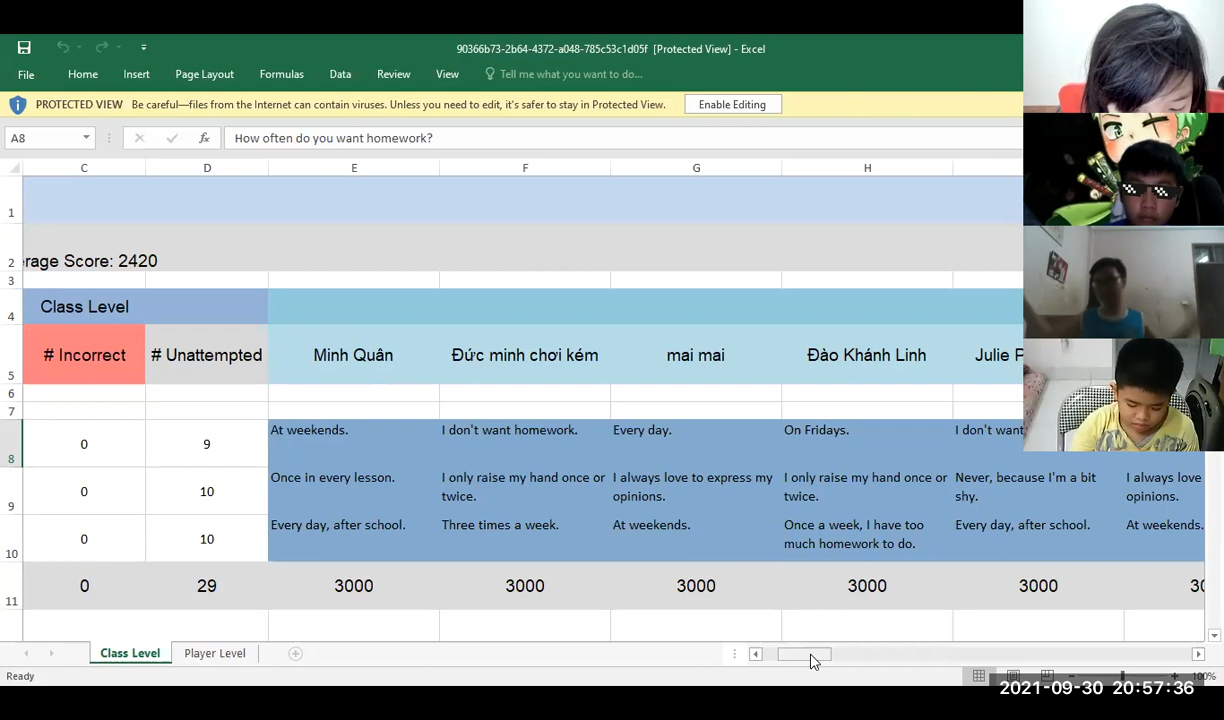 90366b73-2b64-4372-a048-785c53c1d05f [Protected View] - Excel
File Home Insert Page Layout Formulas Data Review View Tell me what you want to do...
PROTECTED VIEW Be careful—files from the Internet can contain viruses. Unless you need to edit, it's safer to stay in Protected View. Enable Editing
A8 fx How often do you want homework?
C D E F G H
1
2 erage Score: 2420
3
4 Class Level
5 # Incorrect # Unattempted Minh Quân Đức minh chơi kém mai mai Đào Khánh Linh Julie P
6
7
8 0 9 At weekends. I don't want homework. Every day. On Fridays. I don't want
9 0 10 Once in every lesson. I only raise my hand once or twice. I always love to express my opinions. I only raise my hand once or twice. Never, because I'm a bit shy. I always love opinions.
10 0 10 Every day, after school. Three times a week. At weekends. Once a week, I have too much homework to do. Every day, after school. At weekends.
11 0 29 3000 3000 3000 3000 3000 30
Class Level Player Level
Ready 100%
2021-09-30 20:57:36